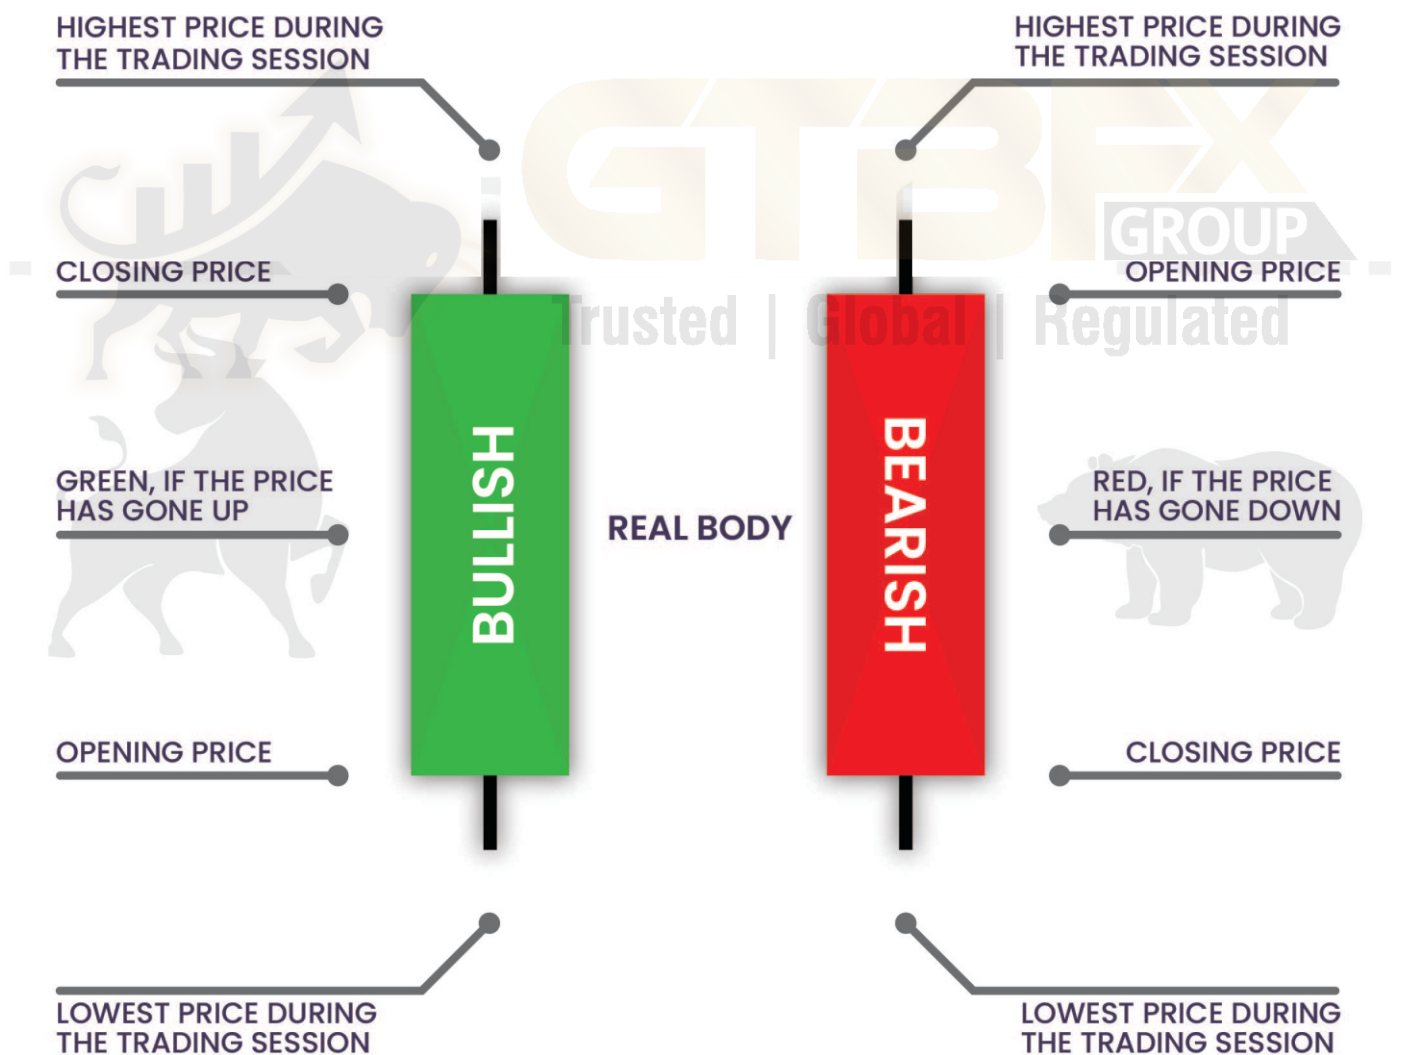 HIGHEST PRICE DURING
THE TRADING SESSION
HIGHEST PRICE DURING
THE TRADING SESSION
GTBFX
GROUP
CLOSING PRICE
OPENING PRICE
Trusted | Global | Regulated
GREEN, IF THE PRICE
HAS GONE UP
BULLISH
REAL BODY
BEARISH
RED, IF THE PRICE
HAS GONE DOWN
OPENING PRICE
CLOSING PRICE
LOWEST PRICE DURING
THE TRADING SESSION
LOWEST PRICE DURING
THE TRADING SESSION